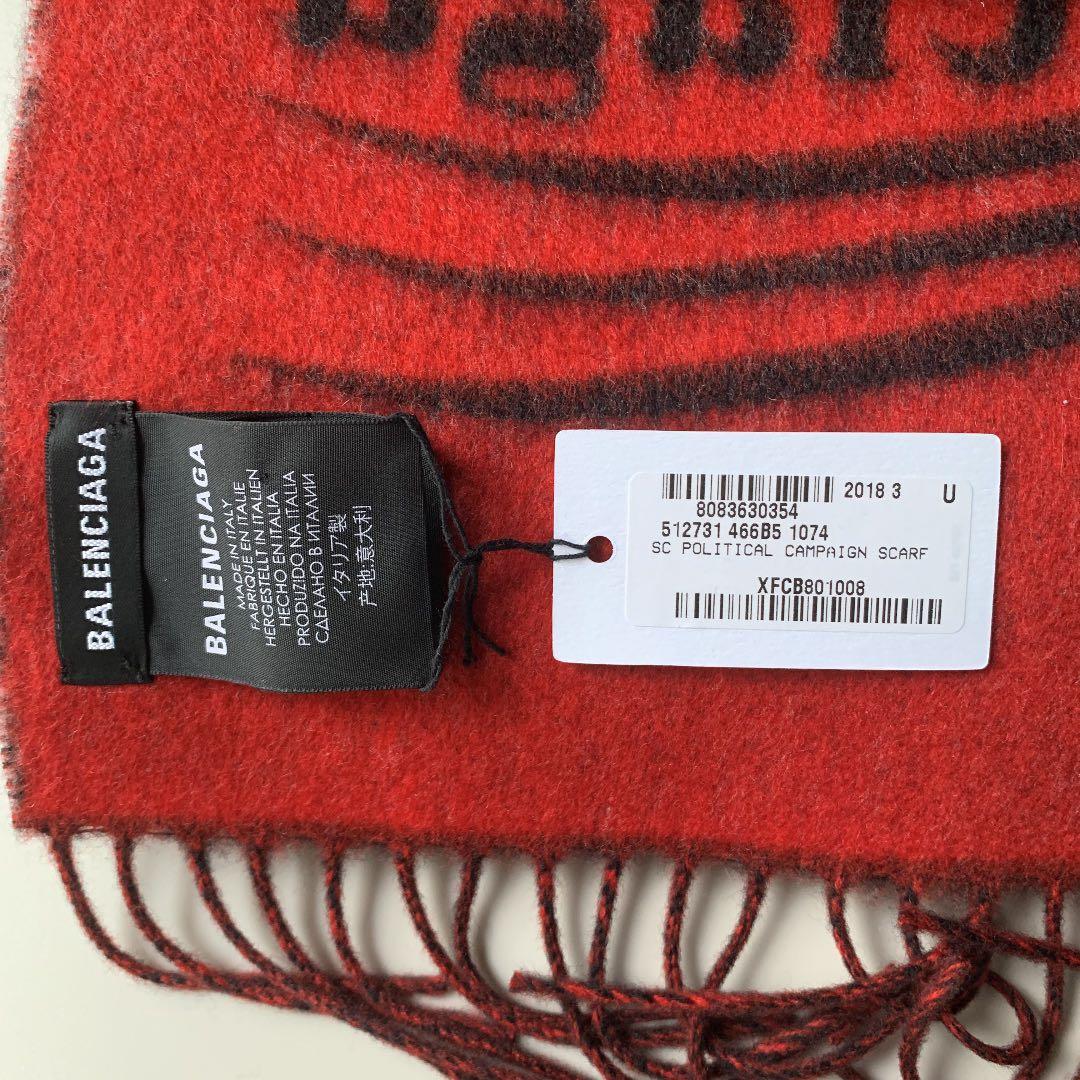 BALENCIAGA
BALENCIAGA
MADE IN ITALY
FABRIQUE EN ITALIE
HERGESTELLT IN ITALIEN
HECHO EN ITALIA
PRODUZIDO NA ITALIA
СДЕЛАНО В ИТАЛИИ
イタリア製
产地:意大利
2018 3 U
8083630354
512731 466B5 1074
SC POLITICAL CAMPAIGN SCARF
XFCB801008